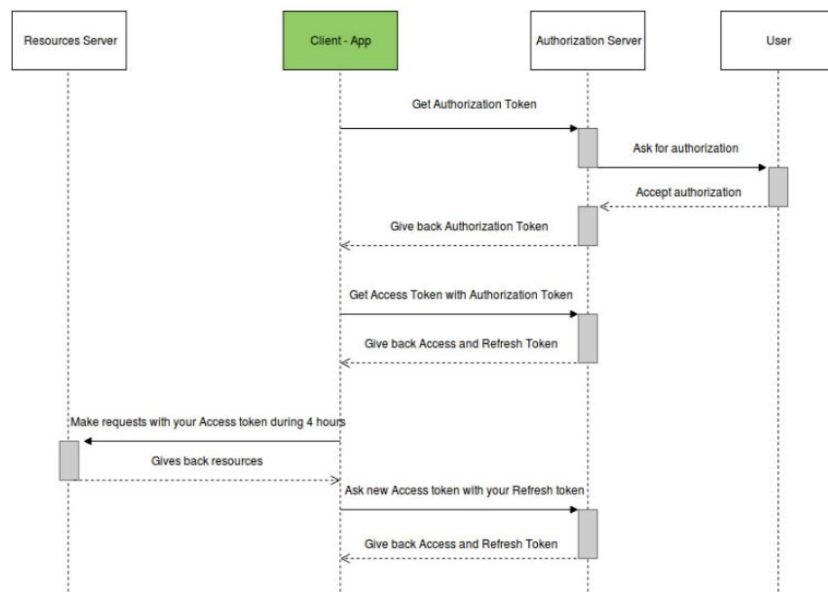 Resources Server
Client - App
Authorization Server
User
Get Authorization Token
Ask for authorization
Accept authorization
Give back Authorization Token
Get Access Token with Authorization Token
Give back Access and Refresh Token
Make requests with your Access token during 4 hours
Gives back resources
Ask new Access token with your Refresh token
Give back Access and Refresh Token